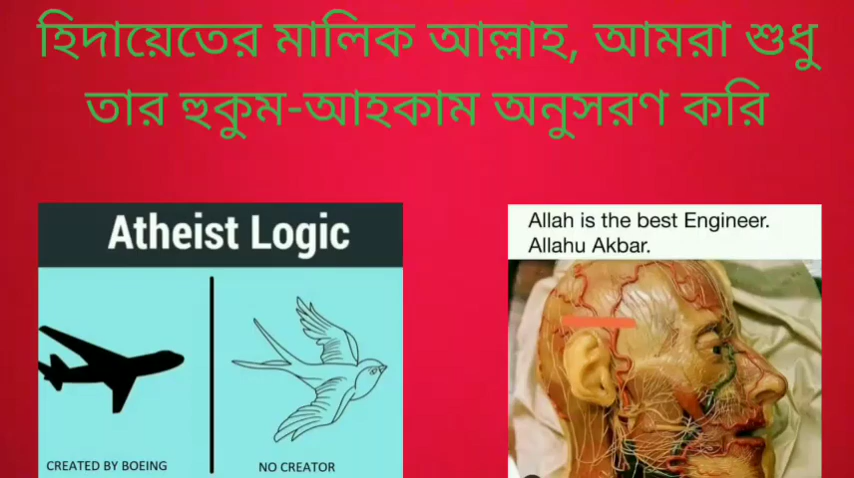 হিদায়েতের মালিক আল্লাহ, আমরা শুধু
তার হুকুম-আহকাম অনুসরণ করি
Atheist Logic
CREATED BY BOEING
NO CREATOR
Allah is the best Engineer.
Allahu Akbar.